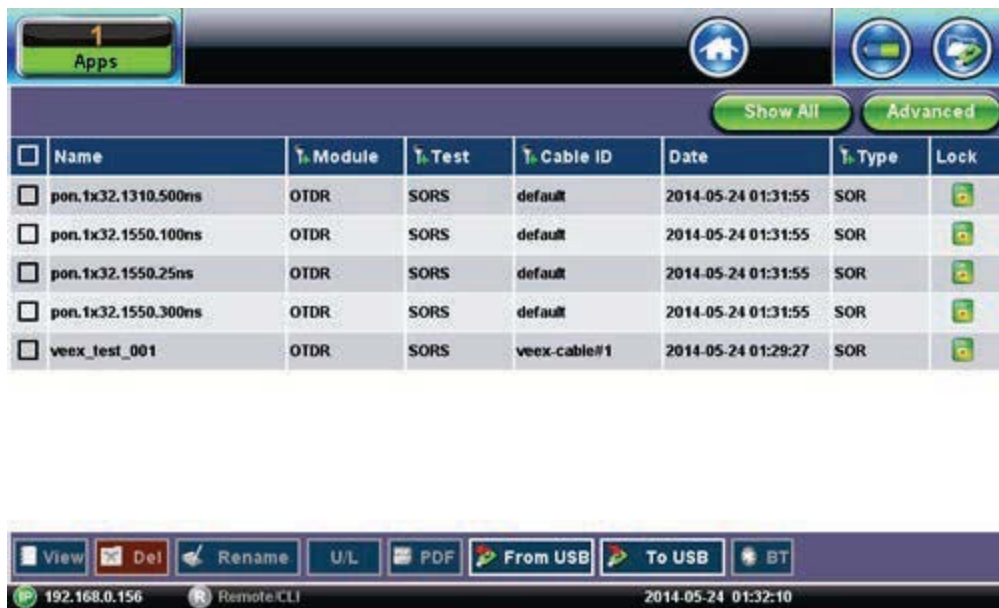 1
Apps
Show All Advanced
Name Module Test Cable ID Date Type Lock
pon.1x32.1310.500ns OTDR SORS default 2014-05-24 01:31:55 SOR
pon.1x32.1550.100ns OTDR SORS default 2014-05-24 01:31:55 SOR
pon.1x32.1550.25ns OTDR SORS default 2014-05-24 01:31:55 SOR
pon.1x32.1550.300ns OTDR SORS default 2014-05-24 01:31:55 SOR
veex_test_001 OTDR SORS veex-cable#1 2014-05-24 01:29:27 SOR
View Del Rename U/L PDF From USB To USB BT
IP 192.168.0.156 R Remote/CLI 2014-05-24 01:32:10